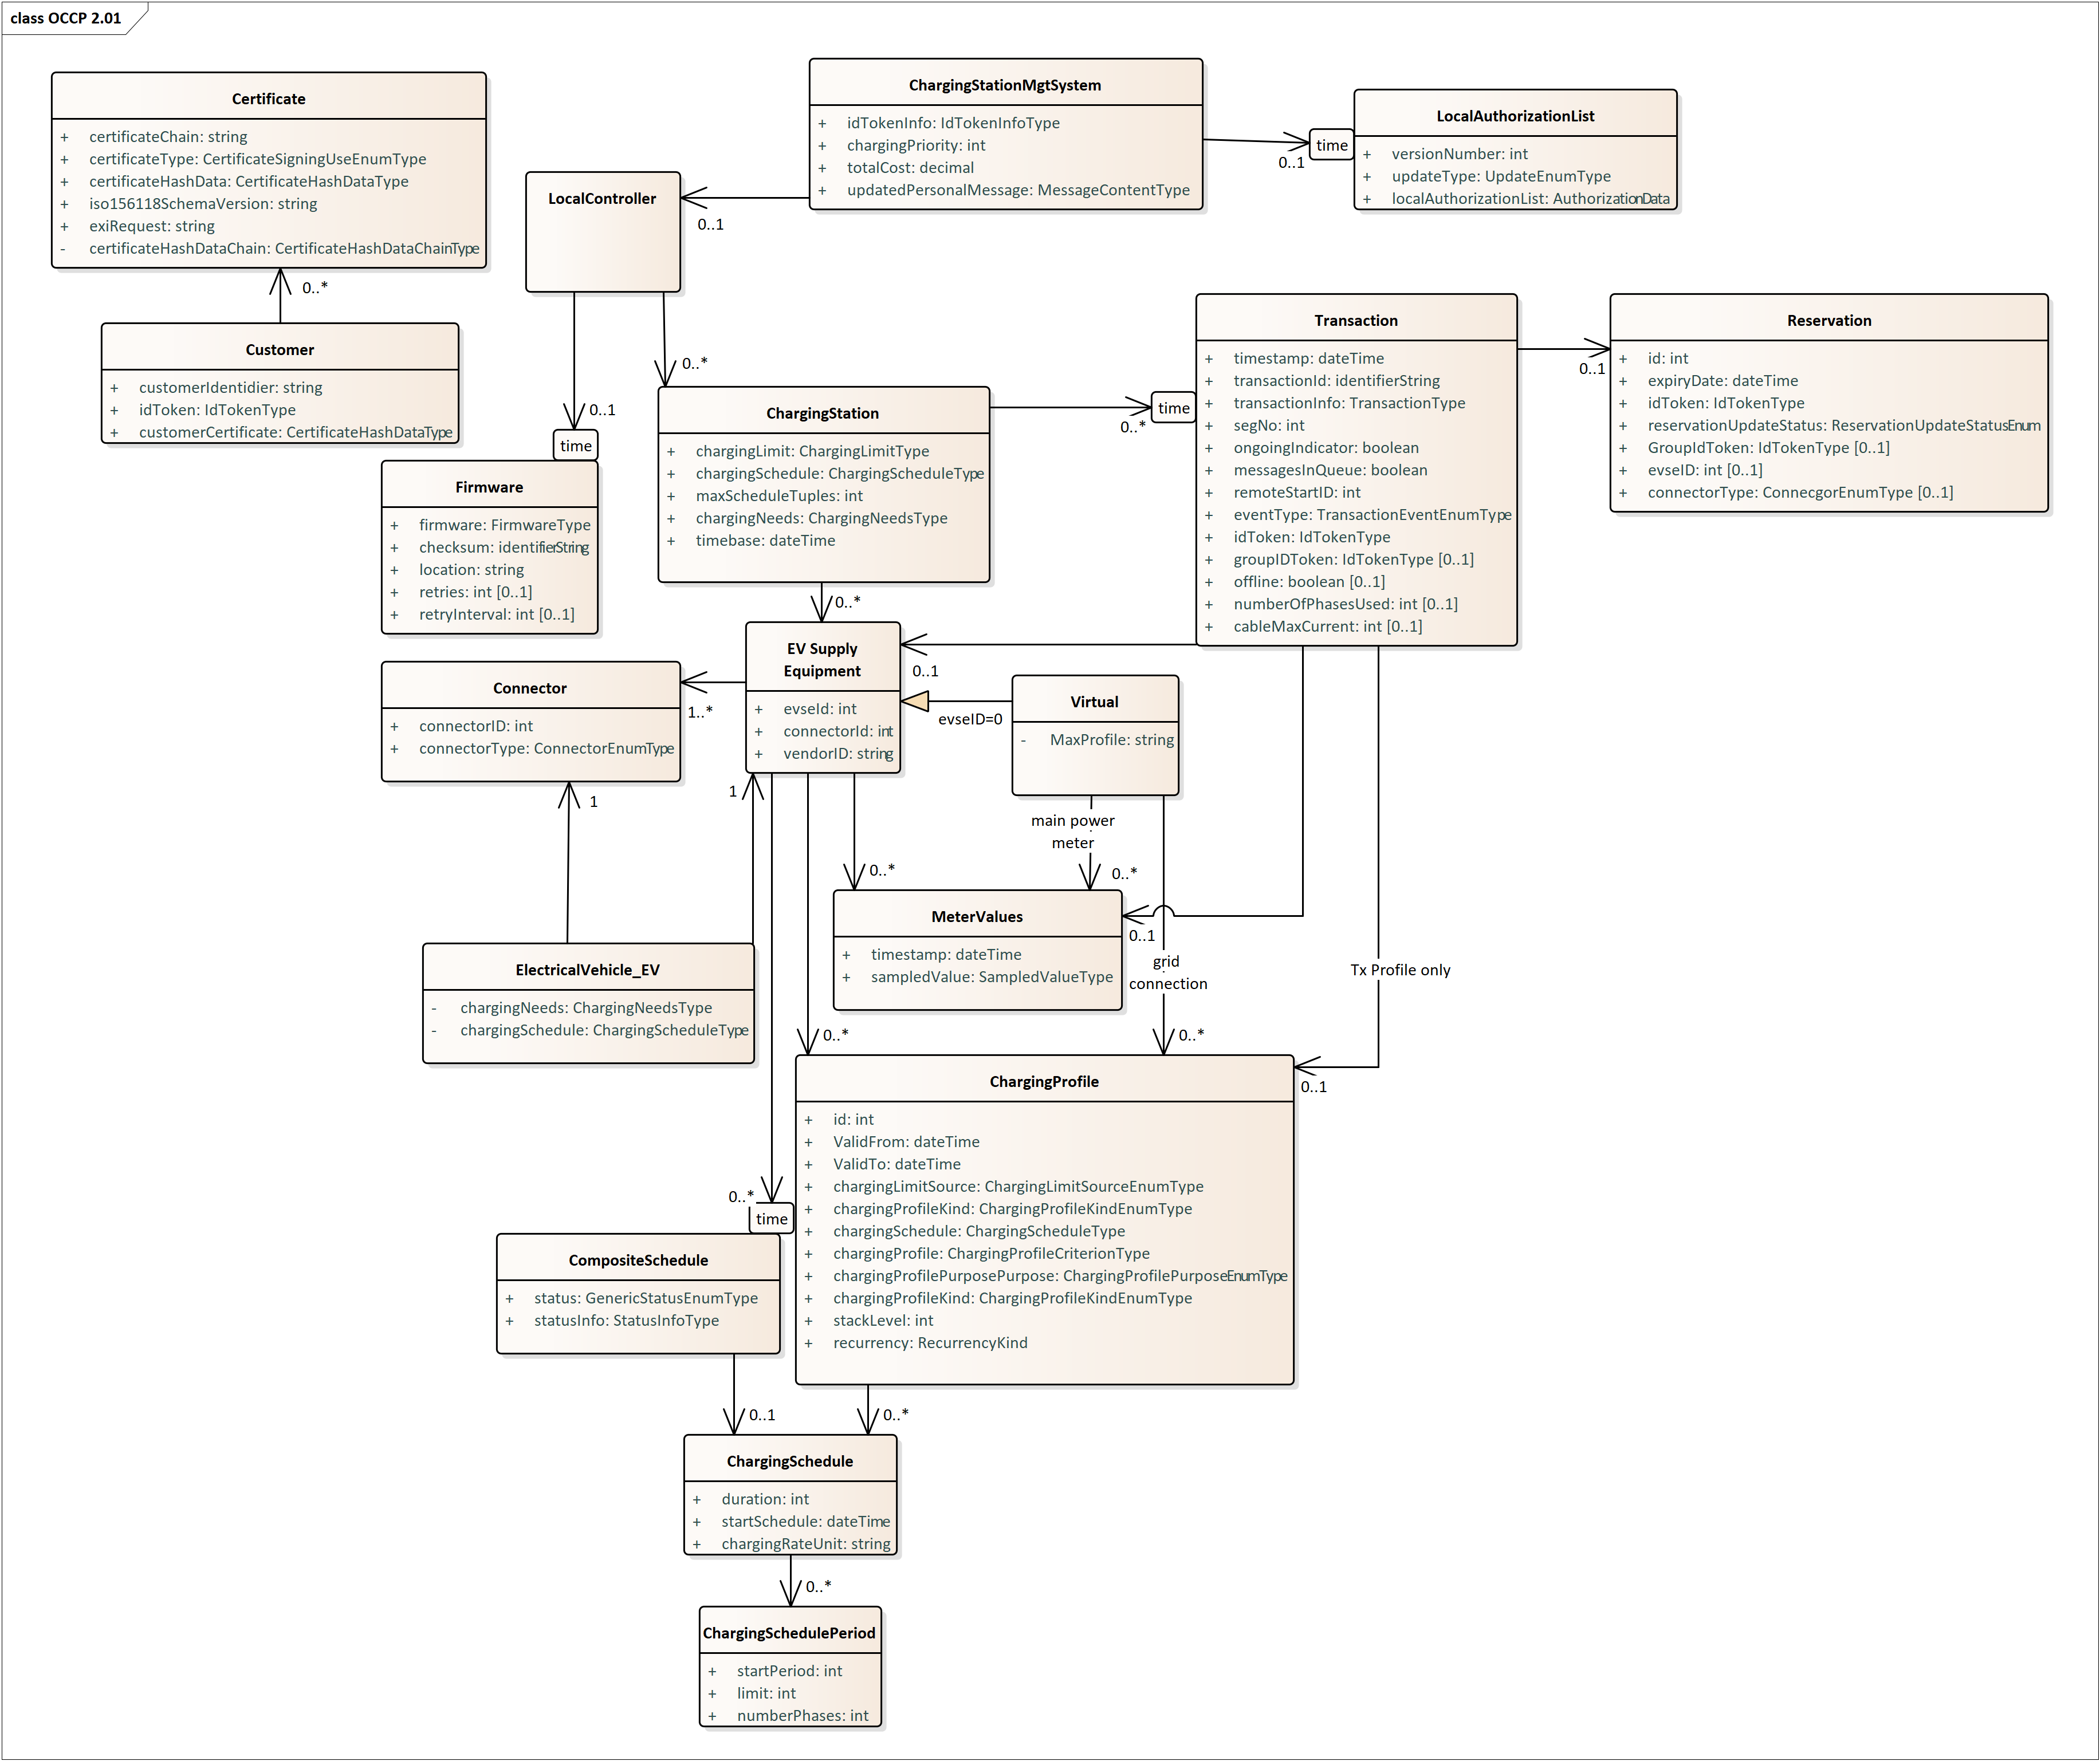 class OCCP 2.01
Certificate
+ certificateChain: string
+ certificateType: CertificateSigningUseEnumType
+ certificateHashData: CertificateHashDataType
+ iso156118SchemaVersion: string
+ exiRequest: string
- certificateHashDataChain: CertificateHashDataChainType
0..*
Customer
+ customerIdentidier: string
+ idToken: IdTokenType
+ customerCertificate: CertificateHashDataType
ChargingStationMgtSystem
+ idTokenInfo: IdTokenInfoType
+ chargingPriority: int
+ totalCost: decimal
+ updatedPersonalMessage: MessageContentType
0..1
time
LocalAuthorizationList
+ versionNumber: int
+ updateType: UpdateEnumType
+ localAuthorizationList: AuthorizationData
LocalController
0..1
0..*
0..1
time
Firmware
+ firmware: FirmwareType
+ checksum: identifierString
+ location: string
+ retries: int [0..1]
+ retryInterval: int [0..1]
ChargingStation
+ chargingLimit: ChargingLimitType
+ chargingSchedule: ChargingScheduleType
+ maxScheduleTuples: int
+ chargingNeeds: ChargingNeedsType
+ timebase: dateTime
0..*
time
Transaction
+ timestamp: dateTime
+ transactionId: identifierString
+ transactionInfo: TransactionType
+ segNo: int
+ ongoingIndicator: boolean
+ messagesInQueue: boolean
+ remoteStartID: int
+ eventType: TransactionEventEnumType
+ idToken: IdTokenType
+ groupIDToken: IdTokenType [0..1]
+ offline: boolean [0..1]
+ numberOfPhasesUsed: int [0..1]
+ cableMaxCurrent: int [0..1]
0..1
Reservation
+ id: int
+ expiryDate: dateTime
+ idToken: IdTokenType
+ reservationUpdateStatus: ReservationUpdateStatusEnum
+ GroupIdToken: IdTokenType [0..1]
+ evseID: int [0..1]
+ connectorType: ConnecgorEnumType [0..1]
0..*
EV Supply
Equipment
+ evseId: int
+ connectorId: int
+ vendorID: string
0..1
evseID=0
Virtual
- MaxProfile: string
1..*
Connector
+ connectorID: int
+ connectorType: ConnectorEnumType
1
1
ElectricalVehicle_EV
- chargingNeeds: ChargingNeedsType
- chargingSchedule: ChargingScheduleType
main power
meter
0..*
0..*
MeterValues
+ timestamp: dateTime
+ sampledValue: SampledValueType
0..1
grid
connection
Tx Profile only
0..*
0..*
0..1
ChargingProfile
+ id: int
+ ValidFrom: dateTime
+ ValidTo: dateTime
+ chargingLimitSource: ChargingLimitSourceEnumType
+ chargingProfileKind: ChargingProfileKindEnumType
+ chargingSchedule: ChargingScheduleType
+ chargingProfile: ChargingProfileCriterionType
+ chargingProfilePurposePurpose: ChargingProfilePurposeEnumType
+ chargingProfileKind: ChargingProfileKindEnumType
+ stackLevel: int
+ recurrency: RecurrencyKind
0..*
time
CompositeSchedule
+ status: GenericStatusEnumType
+ statusInfo: StatusInfoType
0..1
0..*
ChargingSchedule
+ duration: int
+ startSchedule: dateTime
+ chargingRateUnit: string
0..*
ChargingSchedulePeriod
+ startPeriod: int
+ limit: int
+ numberPhases: int